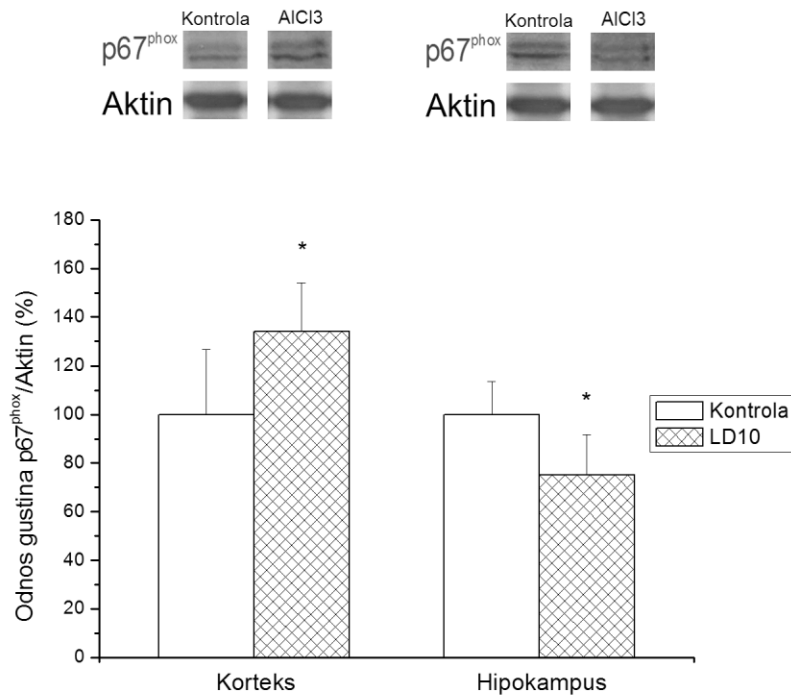 Kontrola AlCl3
p67phox
Aktin
Kontrola AlCl3
p67phox
Aktin
Odnos gustina p67phox/Aktin (%)
180
160
140
120
100
80
60
40
20
0
*
*
Korteks
Hipokampus
Kontrola
LD10